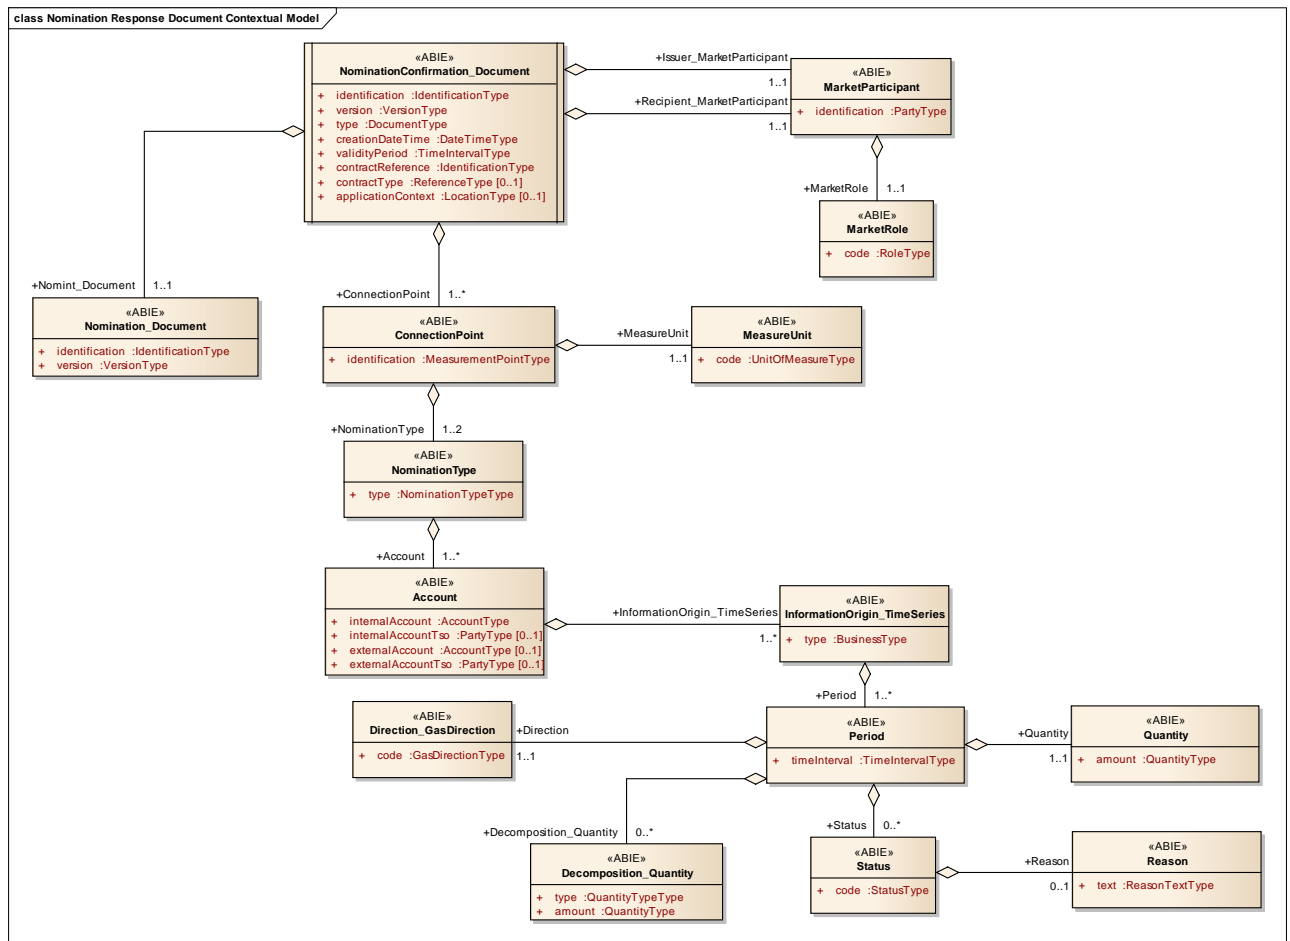 class Nomination Response Document Contextual Model
«ABIE»
NominationConfirmation_Document
+ identification :IdentificationType
+ version :VersionType
+ type :DocumentType
+ creationDateTime :DateTimeType
+ validityPeriod :TimeIntervalType
+ contractReference :IdentificationType
+ contractType :ReferenceType [0..1]
+ applicationContext :LocationType [0..1]
+Issuer_MarketParticipant
1..1
+Recipient_MarketParticipant
1..1
«ABIE»
MarketParticipant
+ identification :PartyType
+MarketRole 1..1
«ABIE»
MarketRole
+ code :RoleType
+Nomint_Document 1..1
«ABIE»
Nomination_Document
+ identification :IdentificationType
+ version :VersionType
+ConnectionPoint 1..*
«ABIE»
ConnectionPoint
+ identification :MeasurementPointType
+MeasureUnit
1..1
«ABIE»
MeasureUnit
+ code :UnitOfMeasureType
+NominationType 1..2
«ABIE»
NominationType
+ type :NominationTypeType
+Account 1..*
«ABIE»
Account
+ internalAccount :AccountType
+ internalAccountTso :PartyType [0..1]
+ externalAccount :AccountType [0..1]
+ externalAccountTso :PartyType [0..1]
+InformationOrigin_TimeSeries
1..*
«ABIE»
InformationOrigin_TimeSeries
+ type :BusinessType
+Period 1..*
«ABIE»
Direction_GasDirection
+ code :GasDirectionType
+Direction
1..1
«ABIE»
Period
+ timeInterval :TimeIntervalType
+Quantity
1..1
«ABIE»
Quantity
+ amount :QuantityType
+Decomposition_Quantity 0..*
«ABIE»
Decomposition_Quantity
+ type :QuantityTypeType
+ amount :QuantityType
+Status 0..*
«ABIE»
Status
+ code :StatusType
+Reason
0..1
«ABIE»
Reason
+ text :ReasonTextType